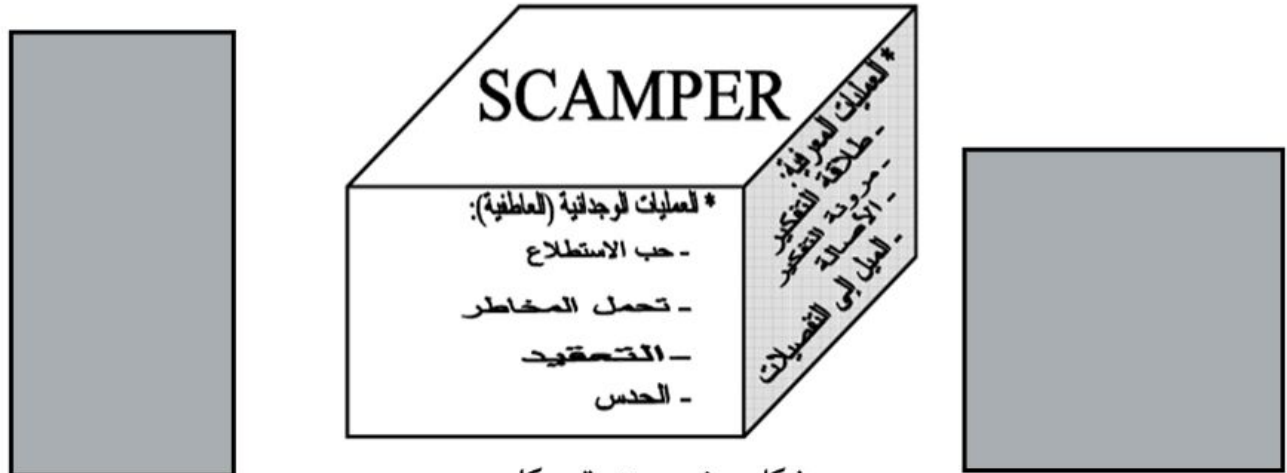 SCAMPER
* العمليات الوجدانية (العاطفية):
- حب الاستطلاع
- تحمل المخاطر
- التعقيد
- الحدس
* العمليات المعرفية:
- طلاقة التفكير
- مرونة التفكير
- الأصالة
- الميل إلى التفصيلات